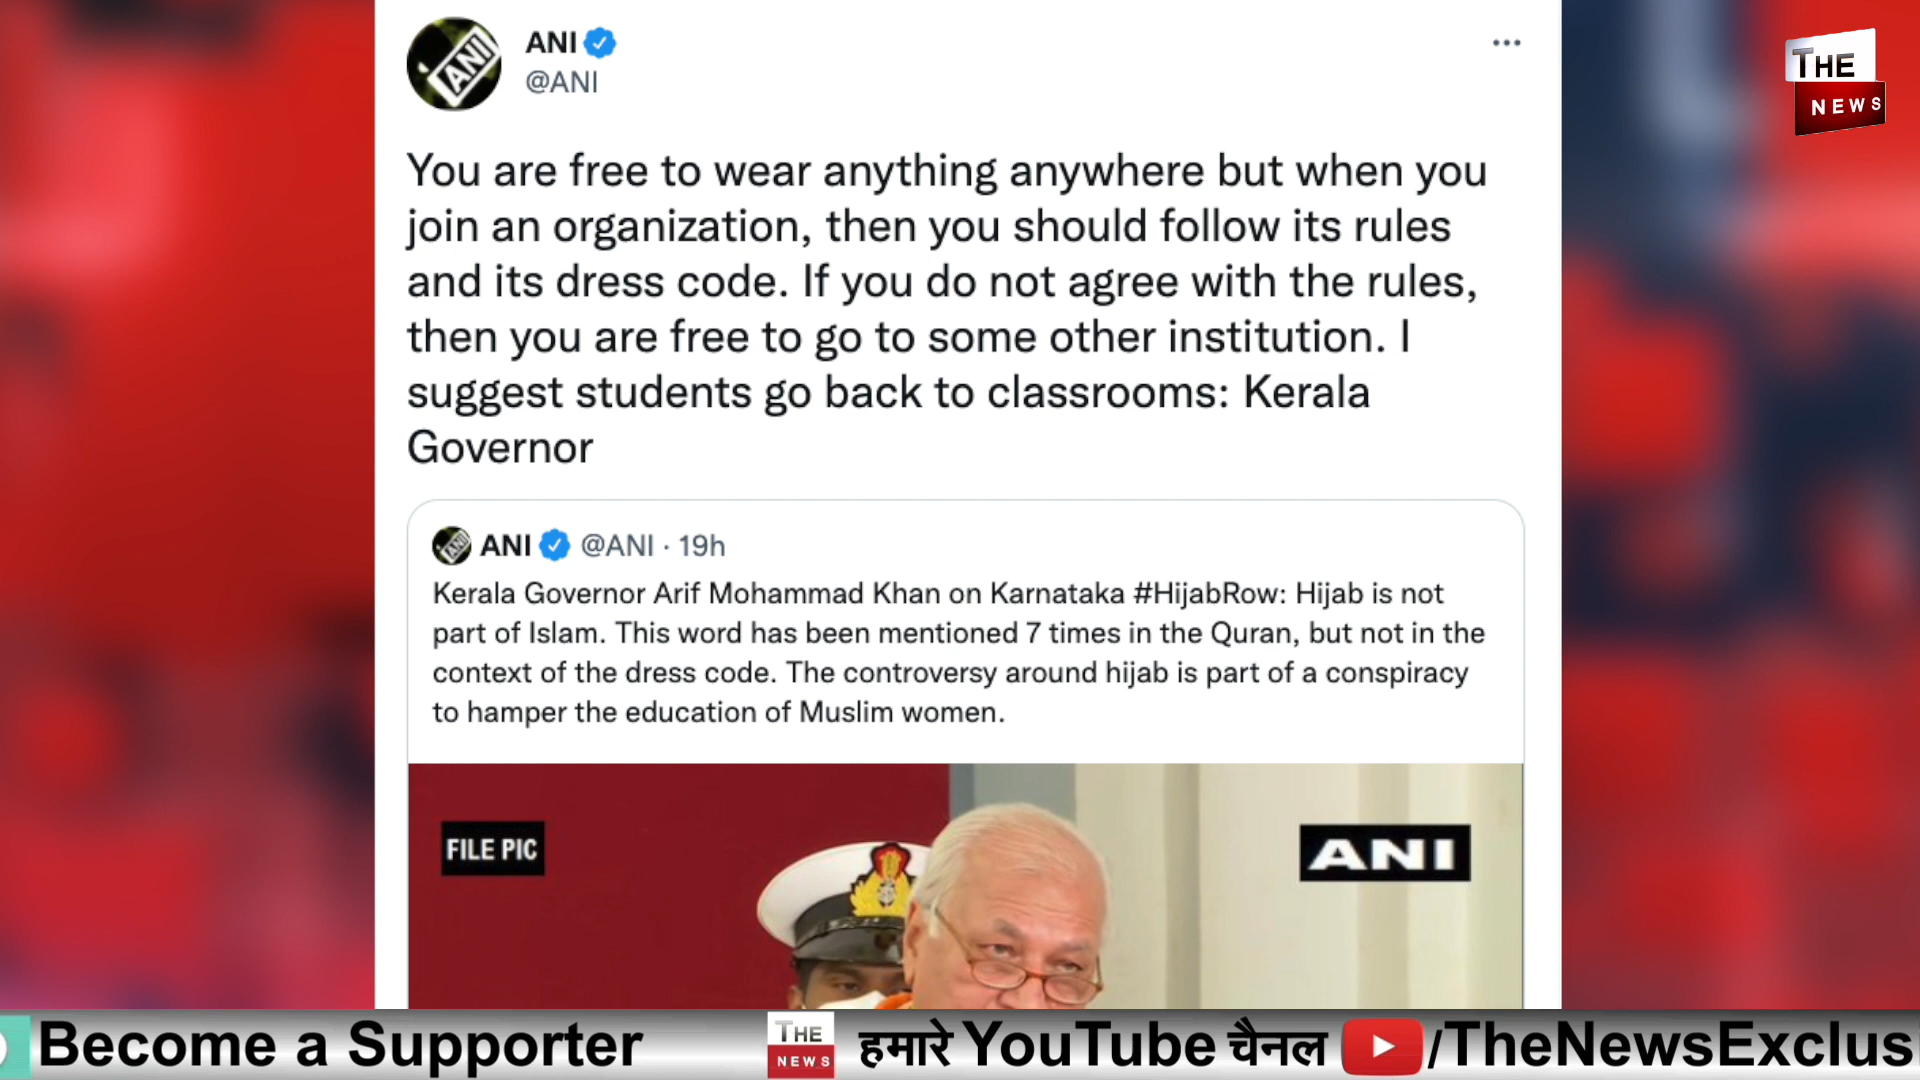 ANI
@ANI
THE
NEWS
You are free to wear anything anywhere but when you
join an organization, then you should follow its rules
and its dress code. If you do not agree with the rules,
then you are free to go to some other institution. I
suggest students go back to classrooms: Kerala
Governor
ANI @ANI · 19h
Kerala Governor Arif Mohammad Khan on Karnataka #HijabRow: Hijab is not
part of Islam. This word has been mentioned 7 times in the Quran, but not in the
context of the dress code. The controversy around hijab is part of a conspiracy
to hamper the education of Muslim women.
FILE PIC
ANI
Become a Supporter
THE
NEWS
हमारे YouTube चैनल /TheNewsExclus